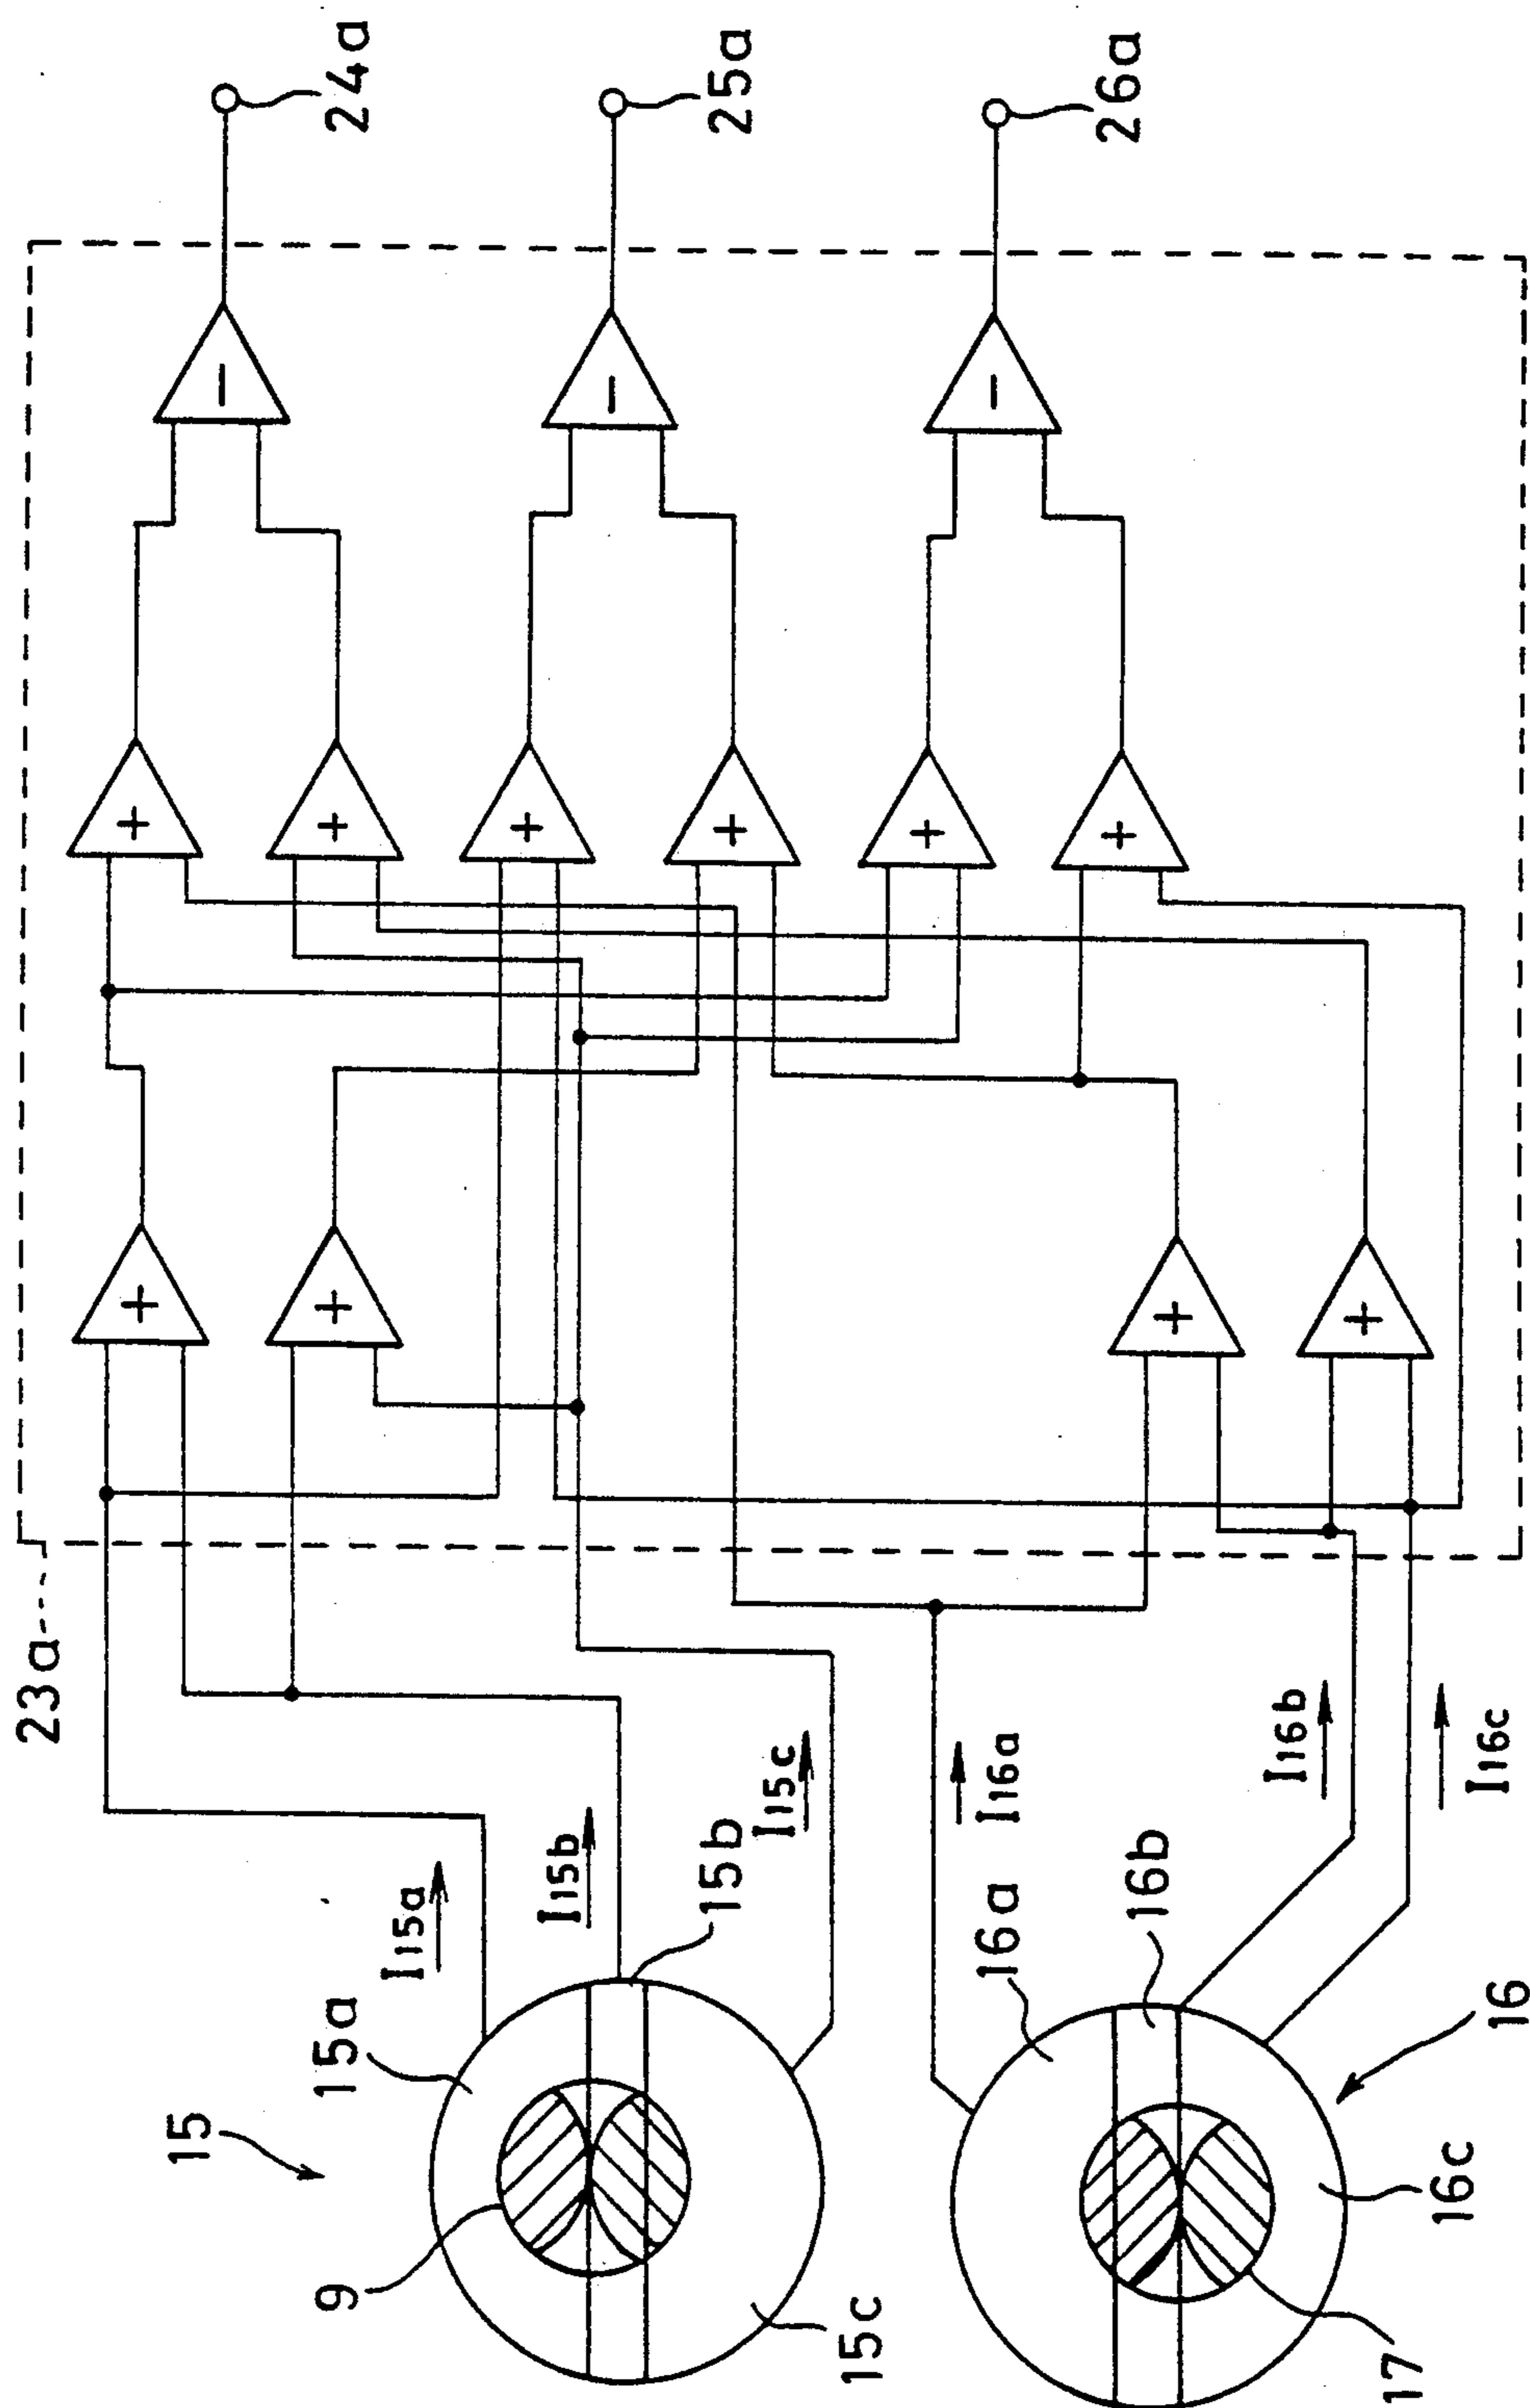 24a
25a
26a
+
+
+
+
+
+
−
−
−
+
+
+
+
23a
I15a
I15b
I15c
I16a
I16b
I16c
15
15a
15b
15c
9
16a
16b
16
16c
17